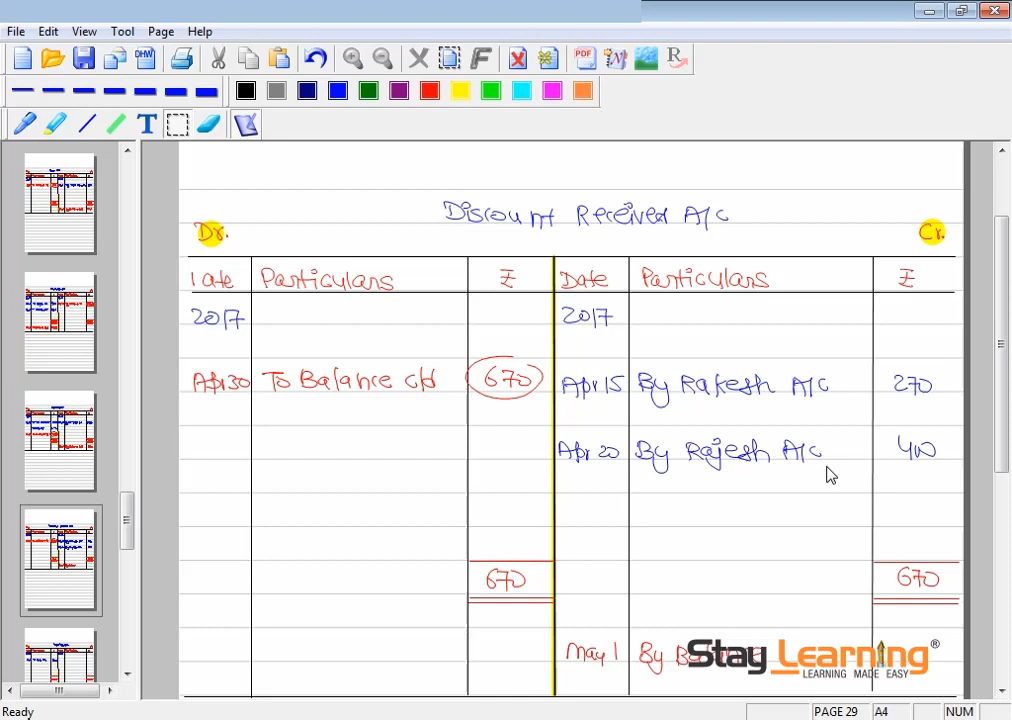 File Edit View Tool Page Help
PDF
DHW
Discount Received A/c
Dr. Cr.
Date Particulars ₹ Date Particulars ₹
2017 2017
Apr 30 To Balance c/d 670 Apr 15 By Rakesh A/c 270
Apr 20 By Rajesh A/c 400
670 670
May 1 By
Stay Learning®
LEARNING MADE EASY
Ready PAGE 29 A4 NUM